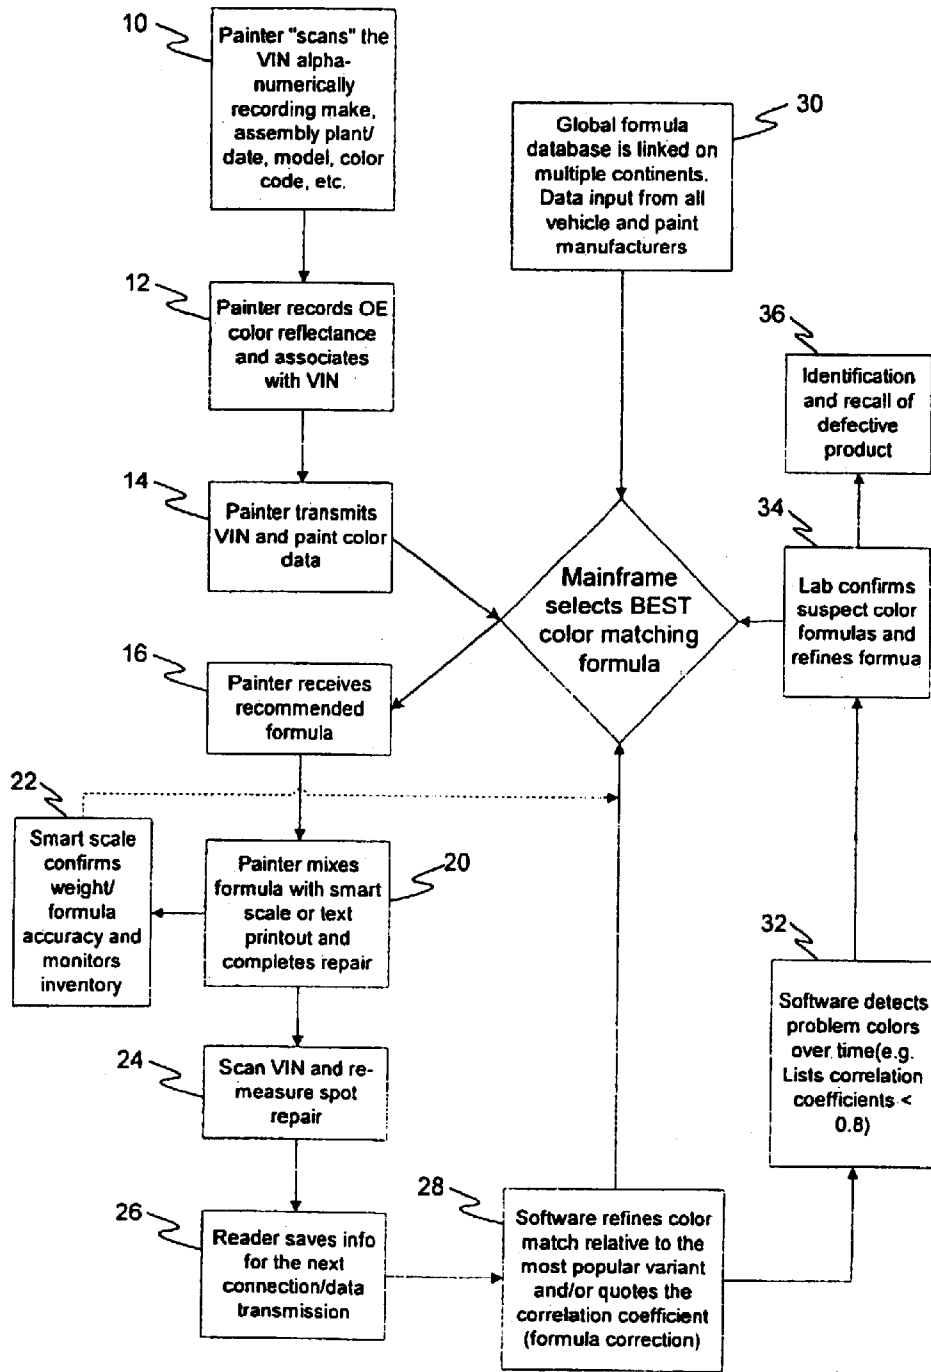 10
Painter "scans" the
VIN alpha-
numerically
recording make,
assembly plant/
date, model, color
code, etc.
30
Global formula
database is linked on
multiple continents.
Data input from all
vehicle and paint
manufacturers
12
Painter records OE
color reflectance
and associates
with VIN
36
Identification
and recall of
defective
product
14
Painter transmits
VIN and paint color
data
34
Lab confirms
suspect color
formulas and
refines formua
Mainframe
selects BEST
color matching
formula
16
Painter receives
recommended
formula
22
Smart scale
confirms
weight/
formula
accuracy and
monitors
inventory
20
Painter mixes
formula with smart
scale or text
printout and
completes repair
32
Software detects
problem colors
over time(e.g.
Lists correlation
coefficients <
0.8)
24
Scan VIN and re-
measure spot
repair
26
Reader saves info
for the next
connection/data
transmission
28
Software refines color
match relative to the
most popular variant
and/or quotes the
correlation coefficient
(formula correction)